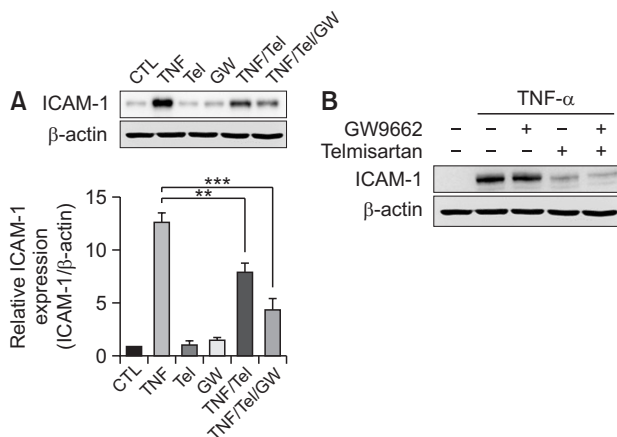 A
CTL TNF Tel GW TNF/Tel TNF/Tel/GW
ICAM-1
β-actin
15
10
5
0
Relative ICAM-1
expression
(ICAM-1/β-actin)
***
**
CTL TNF Tel GW TNF/Tel TNF/Tel/GW
B
TNF-α
GW9662 – – + – +
Telmisartan – – – + +
ICAM-1
β-actin